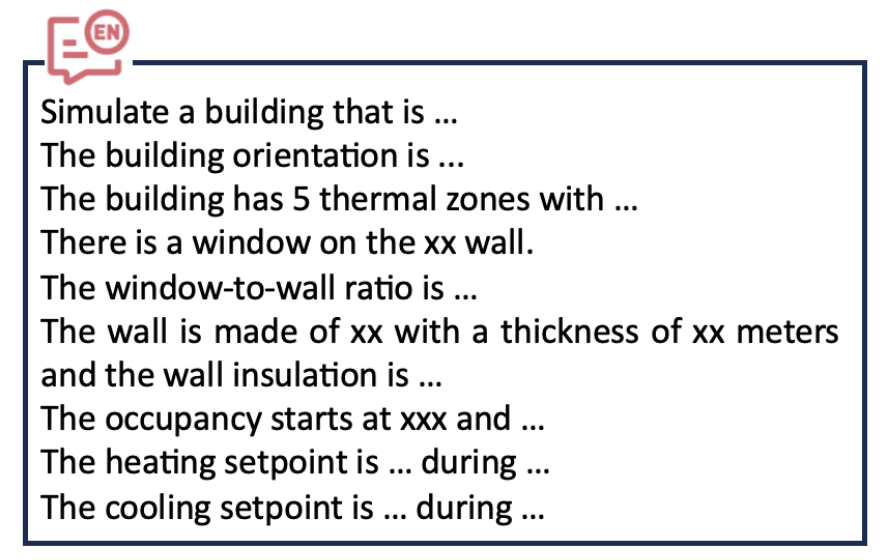 EN
Simulate a building that is ...
The building orientation is ...
The building has 5 thermal zones with ...
There is a window on the xx wall.
The window-to-wall ratio is ...
The wall is made of xx with a thickness of xx meters
and the wall insulation is ...
The occupancy starts at xxx and ...
The heating setpoint is ... during ...
The cooling setpoint is ... during ...